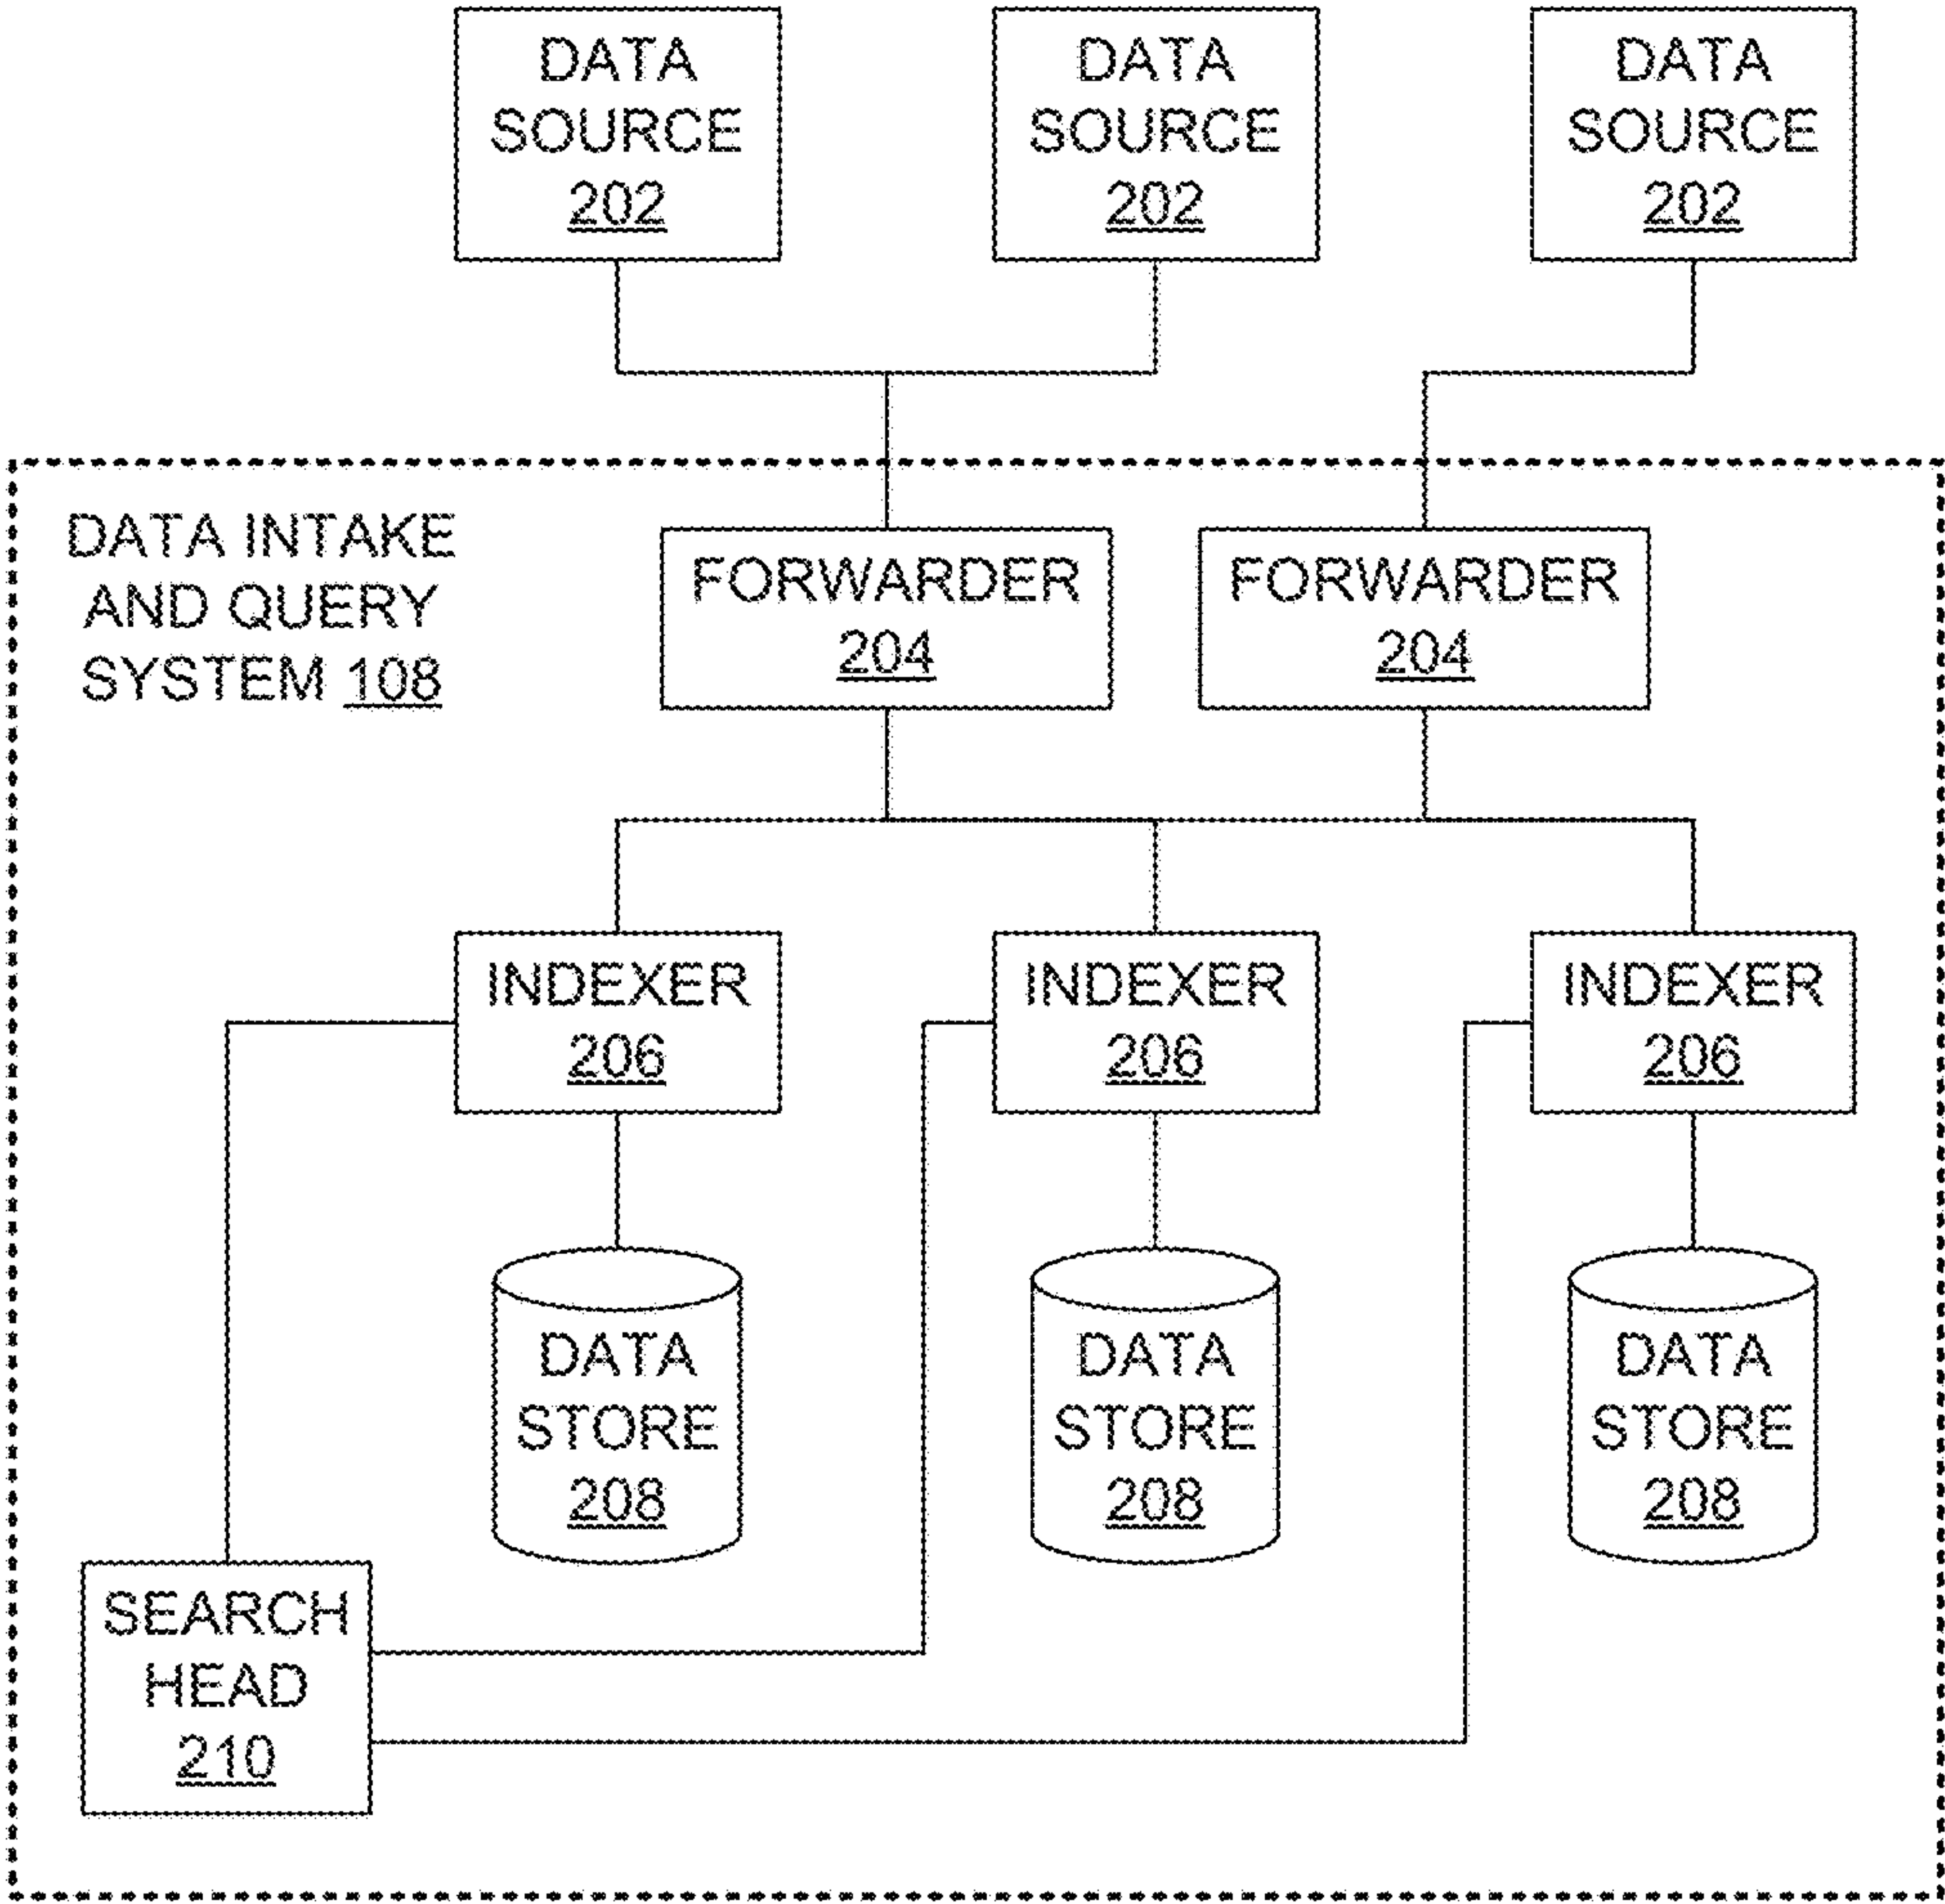 DATA
SOURCE
202
DATA
SOURCE
202
DATA
SOURCE
202
DATA INTAKE
AND QUERY
SYSTEM 108
FORWARDER
204
FORWARDER
204
INDEXER
206
INDEXER
206
INDEXER
206
DATA
STORE
208
DATA
STORE
208
DATA
STORE
208
SEARCH
HEAD
210